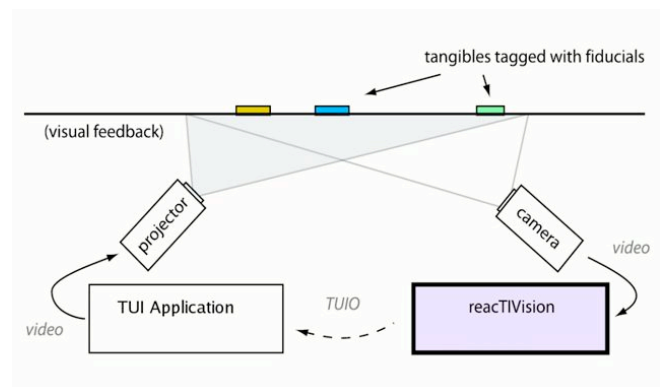 tangibles tagged with fiducials
(visual feedback)
projector
camera
video
TUI Application
TUIO
reacTIVision
video